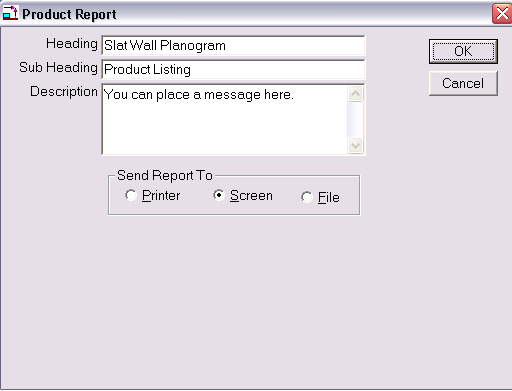 Product Report
Heading Slat Wall Planogram
OK
Sub Heading Product Listing
Cancel
Description You can place a message here.
Send Report To
Printer Screen File